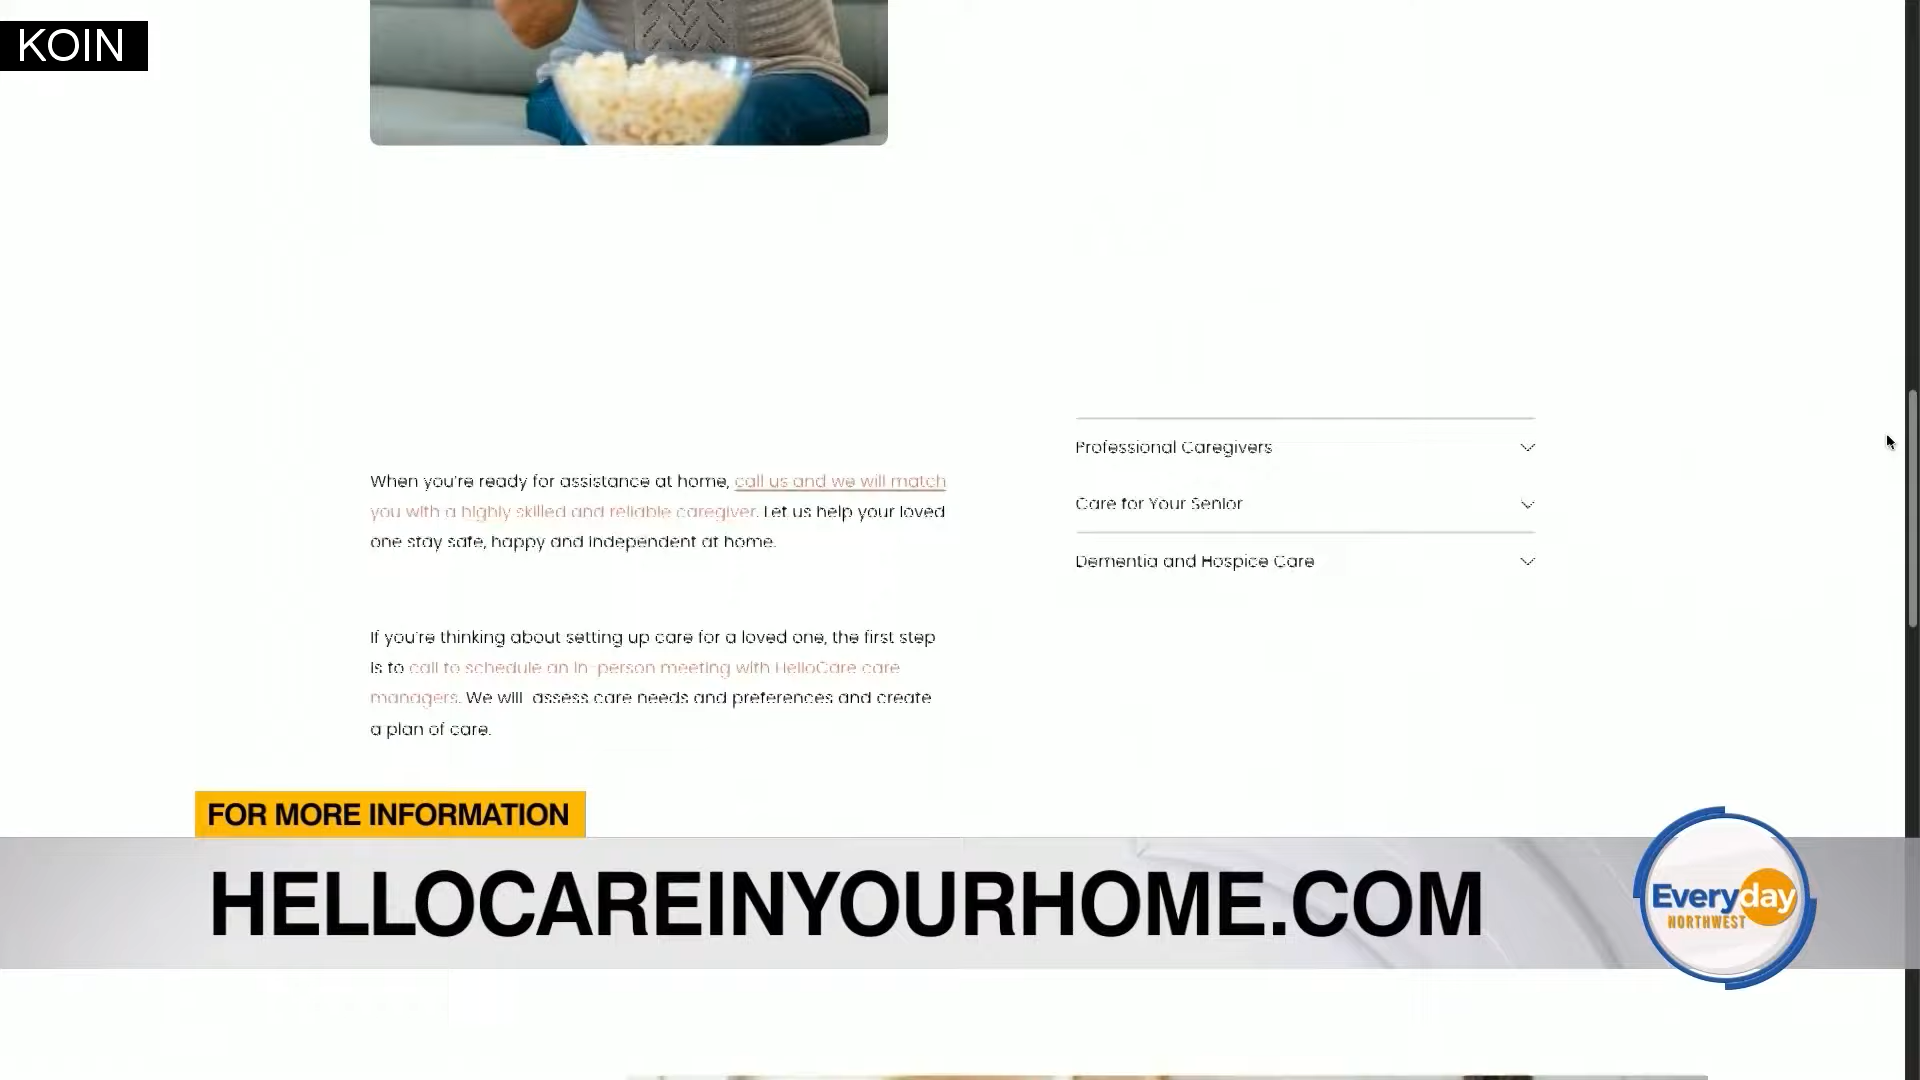 KOIN
When you're ready for assistance at home, call us and we will match
you with a highly skilled and reliable caregiver. Let us help your loved
one stay safe, happy and independent at home.
If you're thinking about setting up care for a loved one, the first step
is to call to schedule an in-person meeting with HelloCare care
managers. We will assess care needs and preferences and create
a plan of care.
Professional Caregivers
Care for Your Senior
Dementia and Hospice Care
FOR MORE INFORMATION
HELLOCAREINYOURHOME.COM
Everyday
NORTHWEST